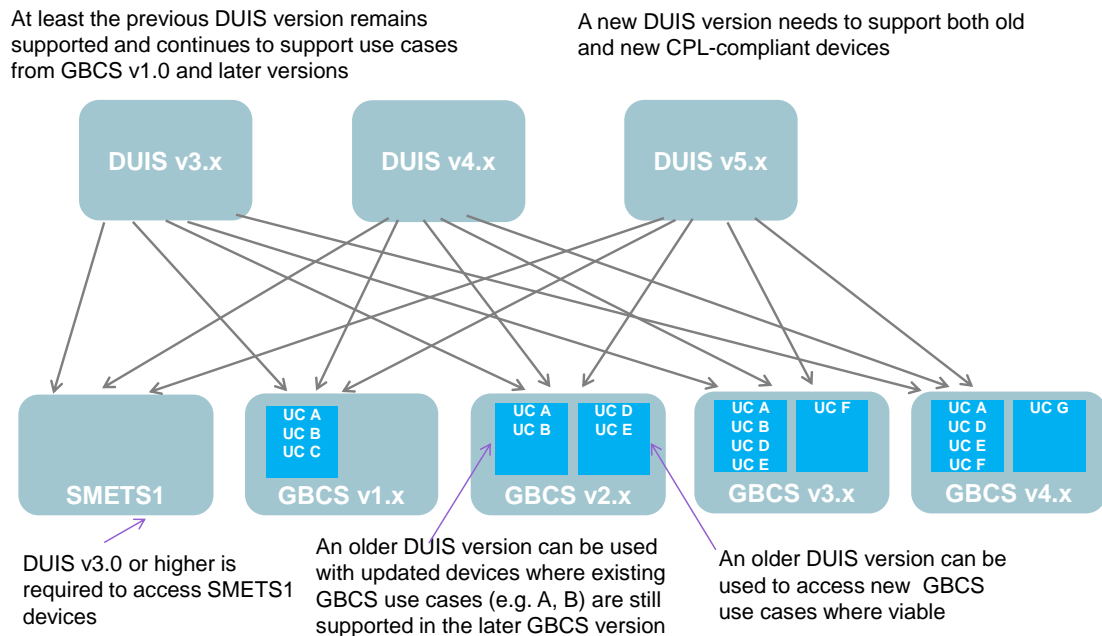 At least the previous DUIS version remains
supported and continues to support use cases
from GBCS v1.0 and later versions
A new DUIS version needs to support both old
and new CPL-compliant devices
DUIS v3.x
DUIS v4.x
DUIS v5.x
UC A
UC B
UC C
UC A
UC B
UC D
UC E
UC A
UC B
UC D
UC E
UC F
UC A
UC D
UC E
UC F
UC G
SMETS1
GBCS v1.x
GBCS v2.x
GBCS v3.x
GBCS v4.x
DUIS v3.0 or higher is
required to access SMETS1
devices
An older DUIS version can be used
with updated devices where existing
GBCS use cases (e.g. A, B) are still
supported in the later GBCS version
An older DUIS version can be
used to access new GBCS
use cases where viable